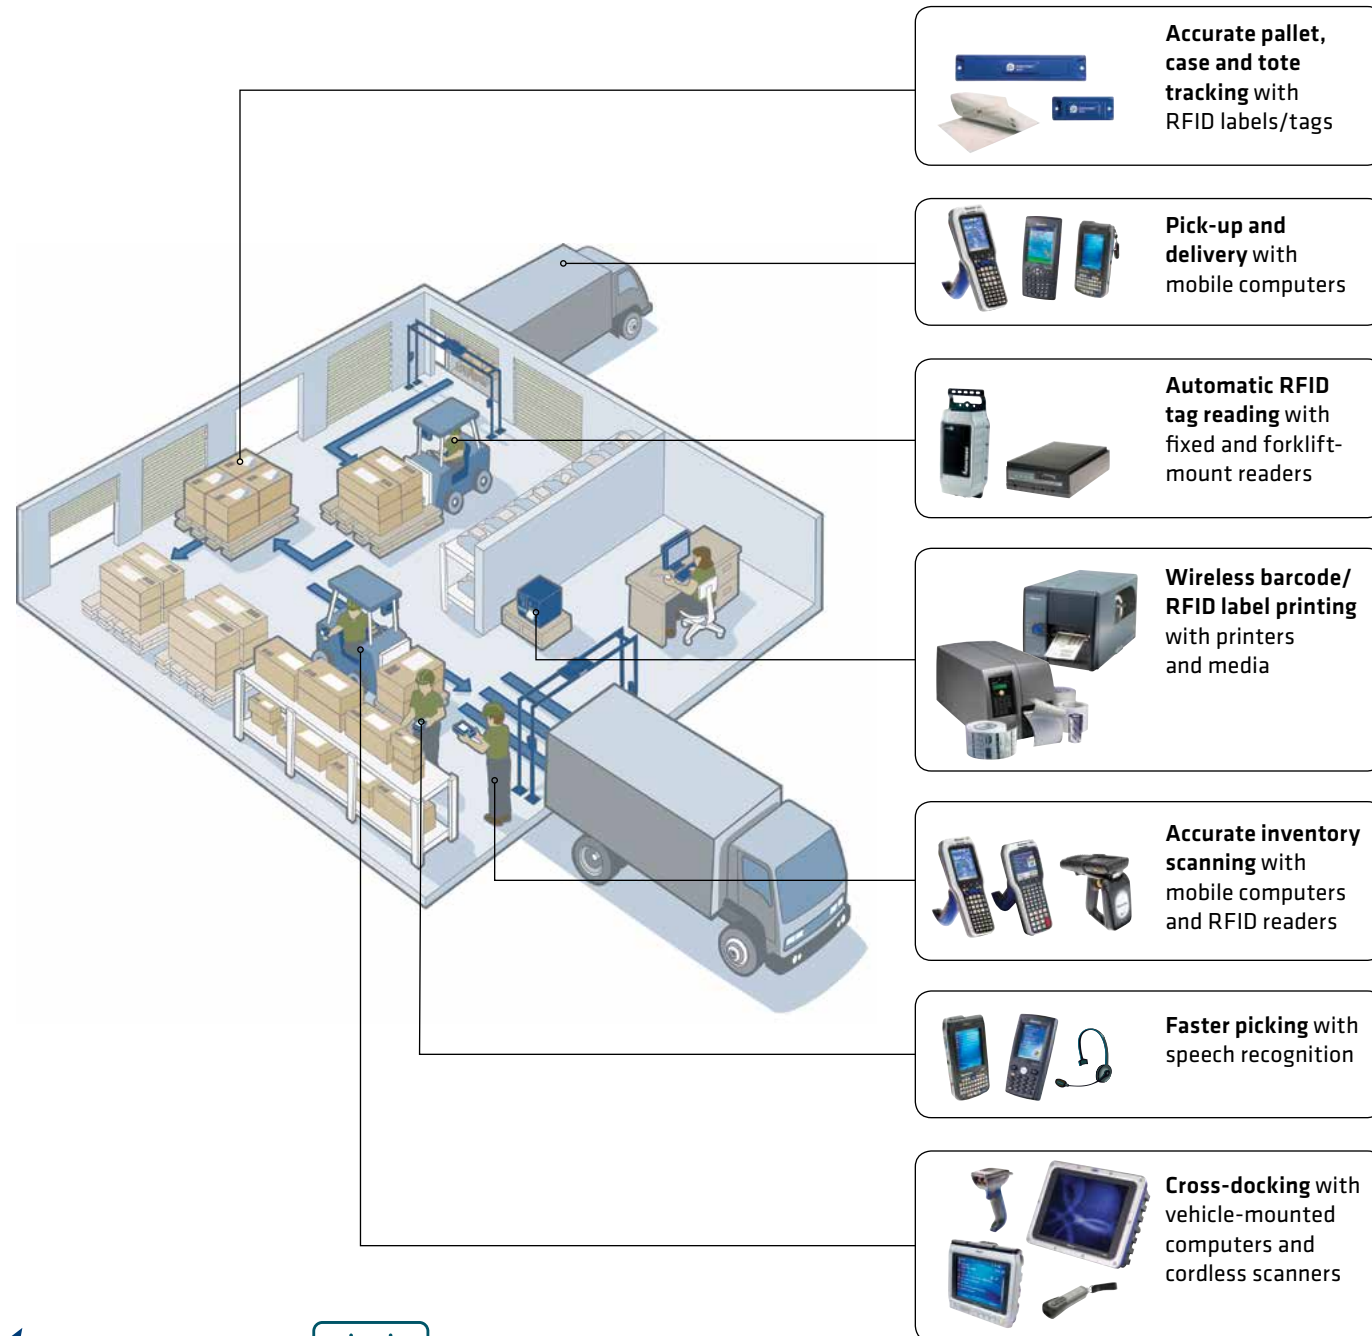 Accurate pallet,
case and tote
tracking with
RFID labels/tags
Pick-up and
delivery with
mobile computers
Automatic RFID
tag reading with
fixed and forklift-
mount readers
Wireless barcode/
RFID label printing
with printers
and media
Accurate inventory
scanning with
mobile computers
and RFID readers
Faster picking with
speech recognition
Cross-docking with
vehicle-mounted
computers and
cordless scanners